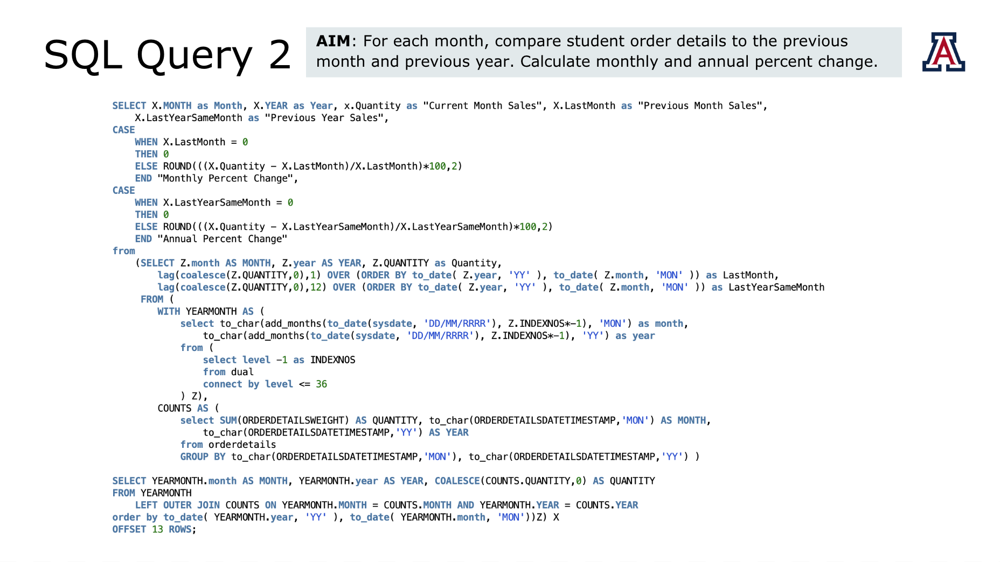 SQL Query 2
AIM: For each month, compare student order details to the previous
month and previous year. Calculate monthly and annual percent change.
A
SELECT X.MONTH as Month, X.YEAR as Year, x.Quantity as "Current Month Sales", X.LastMonth as "Previous Month Sales",
    X.LastYearSameMonth as "Previous Year Sales",
CASE
    WHEN X.LastMonth = 0
    THEN 0
    ELSE ROUND(((X.Quantity – X.LastMonth)/X.LastMonth)*100,2)
    END "Monthly Percent Change",
CASE
    WHEN X.LastYearSameMonth = 0
    THEN 0
    ELSE ROUND(((X.Quantity – X.LastYearSameMonth)/X.LastYearSameMonth)*100,2)
    END "Annual Percent Change"
from
    (SELECT Z.month AS MONTH, Z.year AS YEAR, Z.QUANTITY as Quantity,
        lag(coalesce(Z.QUANTITY,0),1) OVER (ORDER BY to_date( Z.year, 'YY' ), to_date( Z.month, 'MON' )) as LastMonth,
        lag(coalesce(Z.QUANTITY,0),12) OVER (ORDER BY to_date( Z.year, 'YY' ), to_date( Z.month, 'MON' )) as LastYearSameMonth
     FROM (
        WITH YEARMONTH AS (
            select to_char(add_months(to_date(sysdate, 'DD/MM/RRRR'), Z.INDEXNOS*–1), 'MON') as month,
                to_char(add_months(to_date(sysdate, 'DD/MM/RRRR'), Z.INDEXNOS*–1), 'YY') as year
            from (
                select level –1 as INDEXNOS
                from dual
                connect by level <= 36
            ) Z),
        COUNTS AS (
            select SUM(ORDERDETAILSWEIGHT) AS QUANTITY, to_char(ORDERDETAILSDATETIMESTAMP,'MON') AS MONTH,
                to_char(ORDERDETAILSDATETIMESTAMP,'YY') AS YEAR
            from orderdetails
            GROUP BY to_char(ORDERDETAILSDATETIMESTAMP,'MON'), to_char(ORDERDETAILSDATETIMESTAMP,'YY') )
SELECT YEARMONTH.month AS MONTH, YEARMONTH.year AS YEAR, COALESCE(COUNTS.QUANTITY,0) AS QUANTITY
FROM YEARMONTH
    LEFT OUTER JOIN COUNTS ON YEARMONTH.MONTH = COUNTS.MONTH AND YEARMONTH.YEAR = COUNTS.YEAR
order by to_date( YEARMONTH.year, 'YY' ), to_date( YEARMONTH.month, 'MON'))Z) X
OFFSET 13 ROWS;